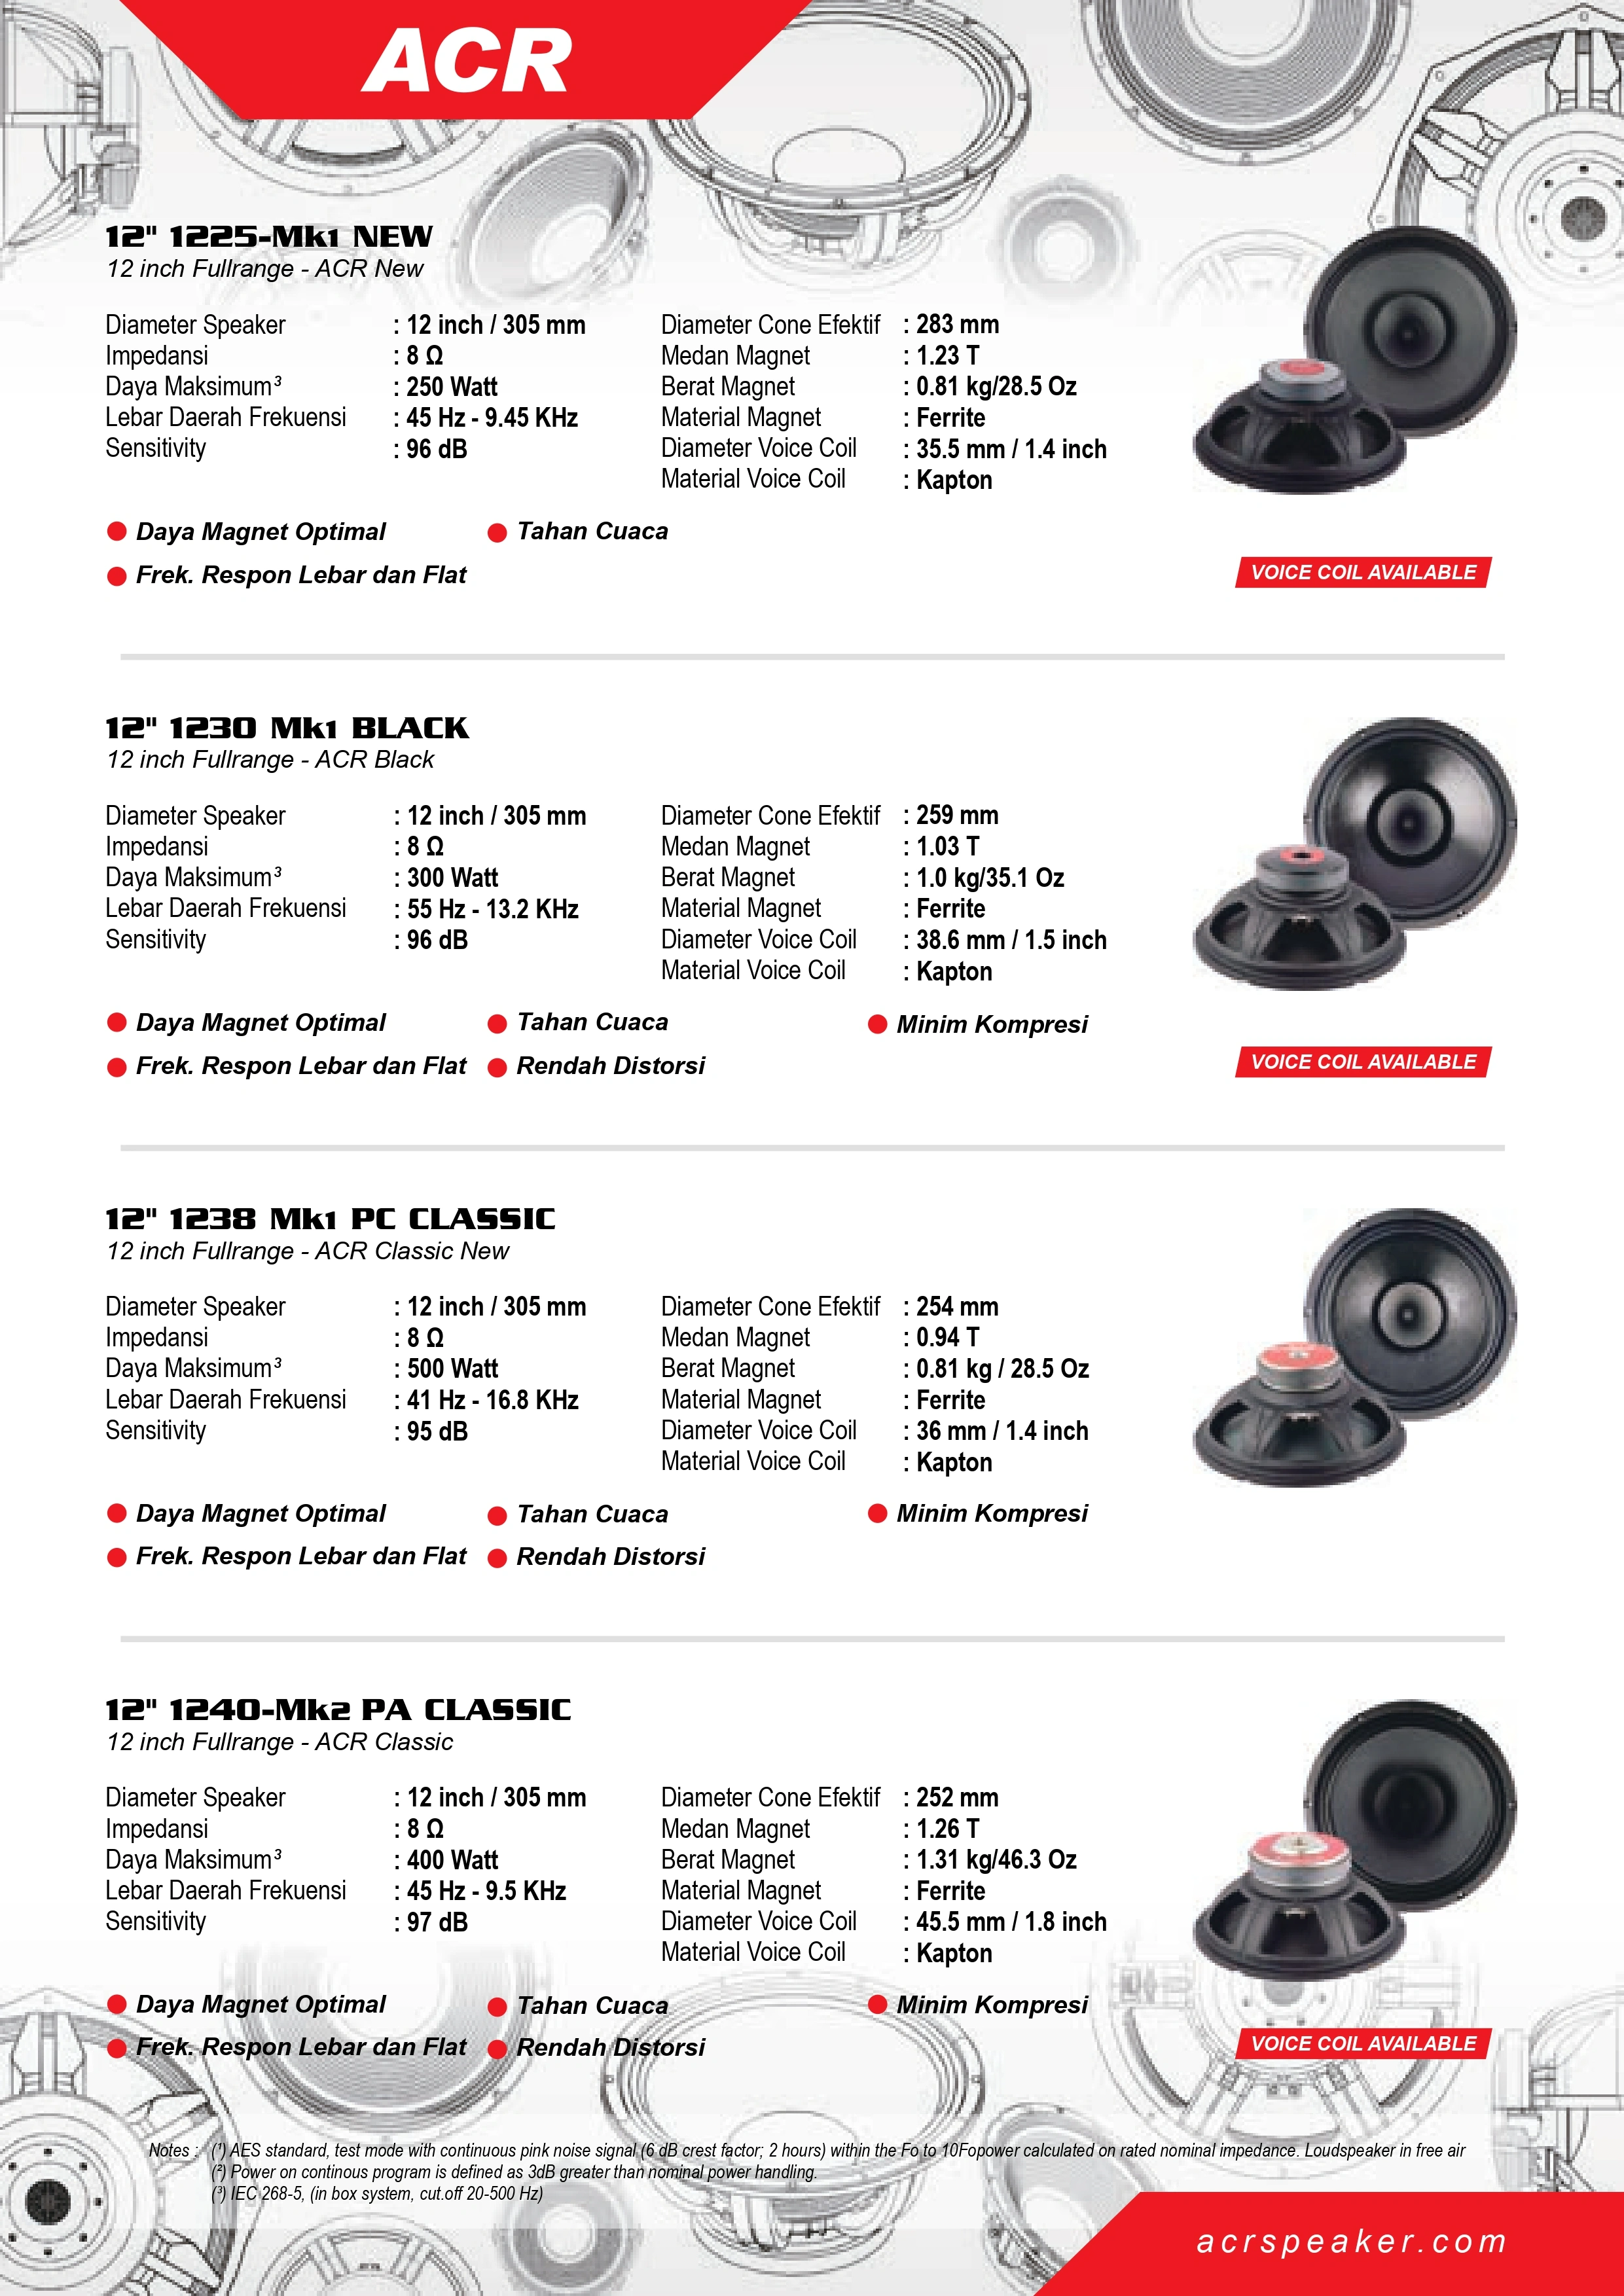 ACR
12" 1225-Mk1 NEW
12 inch Fullrange - ACR New
Diameter Speaker : 12 inch / 305 mm Diameter Cone Efektif : 283 mm
Impedansi : 8 Ω Medan Magnet : 1.23 T
Daya Maksimum³ : 250 Watt Berat Magnet : 0.81 kg/28.5 Oz
Lebar Daerah Frekuensi : 45 Hz - 9.45 KHz Material Magnet : Ferrite
Sensitivity : 96 dB Diameter Voice Coil : 35.5 mm / 1.4 inch
Material Voice Coil : Kapton
Daya Magnet Optimal Tahan Cuaca
Frek. Respon Lebar dan Flat
VOICE COIL AVAILABLE
12" 1230 Mk1 BLACK
12 inch Fullrange - ACR Black
Diameter Speaker : 12 inch / 305 mm Diameter Cone Efektif : 259 mm
Impedansi : 8 Ω Medan Magnet : 1.03 T
Daya Maksimum³ : 300 Watt Berat Magnet : 1.0 kg/35.1 Oz
Lebar Daerah Frekuensi : 55 Hz - 13.2 KHz Material Magnet : Ferrite
Sensitivity : 96 dB Diameter Voice Coil : 38.6 mm / 1.5 inch
Material Voice Coil : Kapton
Daya Magnet Optimal Tahan Cuaca Minim Kompresi
Frek. Respon Lebar dan Flat Rendah Distorsi
VOICE COIL AVAILABLE
12" 1238 Mk1 PC CLASSIC
12 inch Fullrange - ACR Classic New
Diameter Speaker : 12 inch / 305 mm Diameter Cone Efektif : 254 mm
Impedansi : 8 Ω Medan Magnet : 0.94 T
Daya Maksimum³ : 500 Watt Berat Magnet : 0.81 kg / 28.5 Oz
Lebar Daerah Frekuensi : 41 Hz - 16.8 KHz Material Magnet : Ferrite
Sensitivity : 95 dB Diameter Voice Coil : 36 mm / 1.4 inch
Material Voice Coil : Kapton
Daya Magnet Optimal Tahan Cuaca Minim Kompresi
Frek. Respon Lebar dan Flat Rendah Distorsi
12" 1240-Mk2 PA CLASSIC
12 inch Fullrange - ACR Classic
Diameter Speaker : 12 inch / 305 mm Diameter Cone Efektif : 252 mm
Impedansi : 8 Ω Medan Magnet : 1.26 T
Daya Maksimum³ : 400 Watt Berat Magnet : 1.31 kg/46.3 Oz
Lebar Daerah Frekuensi : 45 Hz - 9.5 KHz Material Magnet : Ferrite
Sensitivity : 97 dB Diameter Voice Coil : 45.5 mm / 1.8 inch
Material Voice Coil : Kapton
Daya Magnet Optimal Tahan Cuaca Minim Kompresi
Frek. Respon Lebar dan Flat Rendah Distorsi
VOICE COIL AVAILABLE
Notes : (¹) AES standard, test mode with continuous pink noise signal (6 dB crest factor; 2 hours) within the Fo to 10Fopower calculated on rated nominal impedance. Loudspeaker in free air
(²) Power on continous program is defined as 3dB greater than nominal power handling.
(³) IEC 268-5, (in box system, cut.off 20-500 Hz)
acrspeaker.com